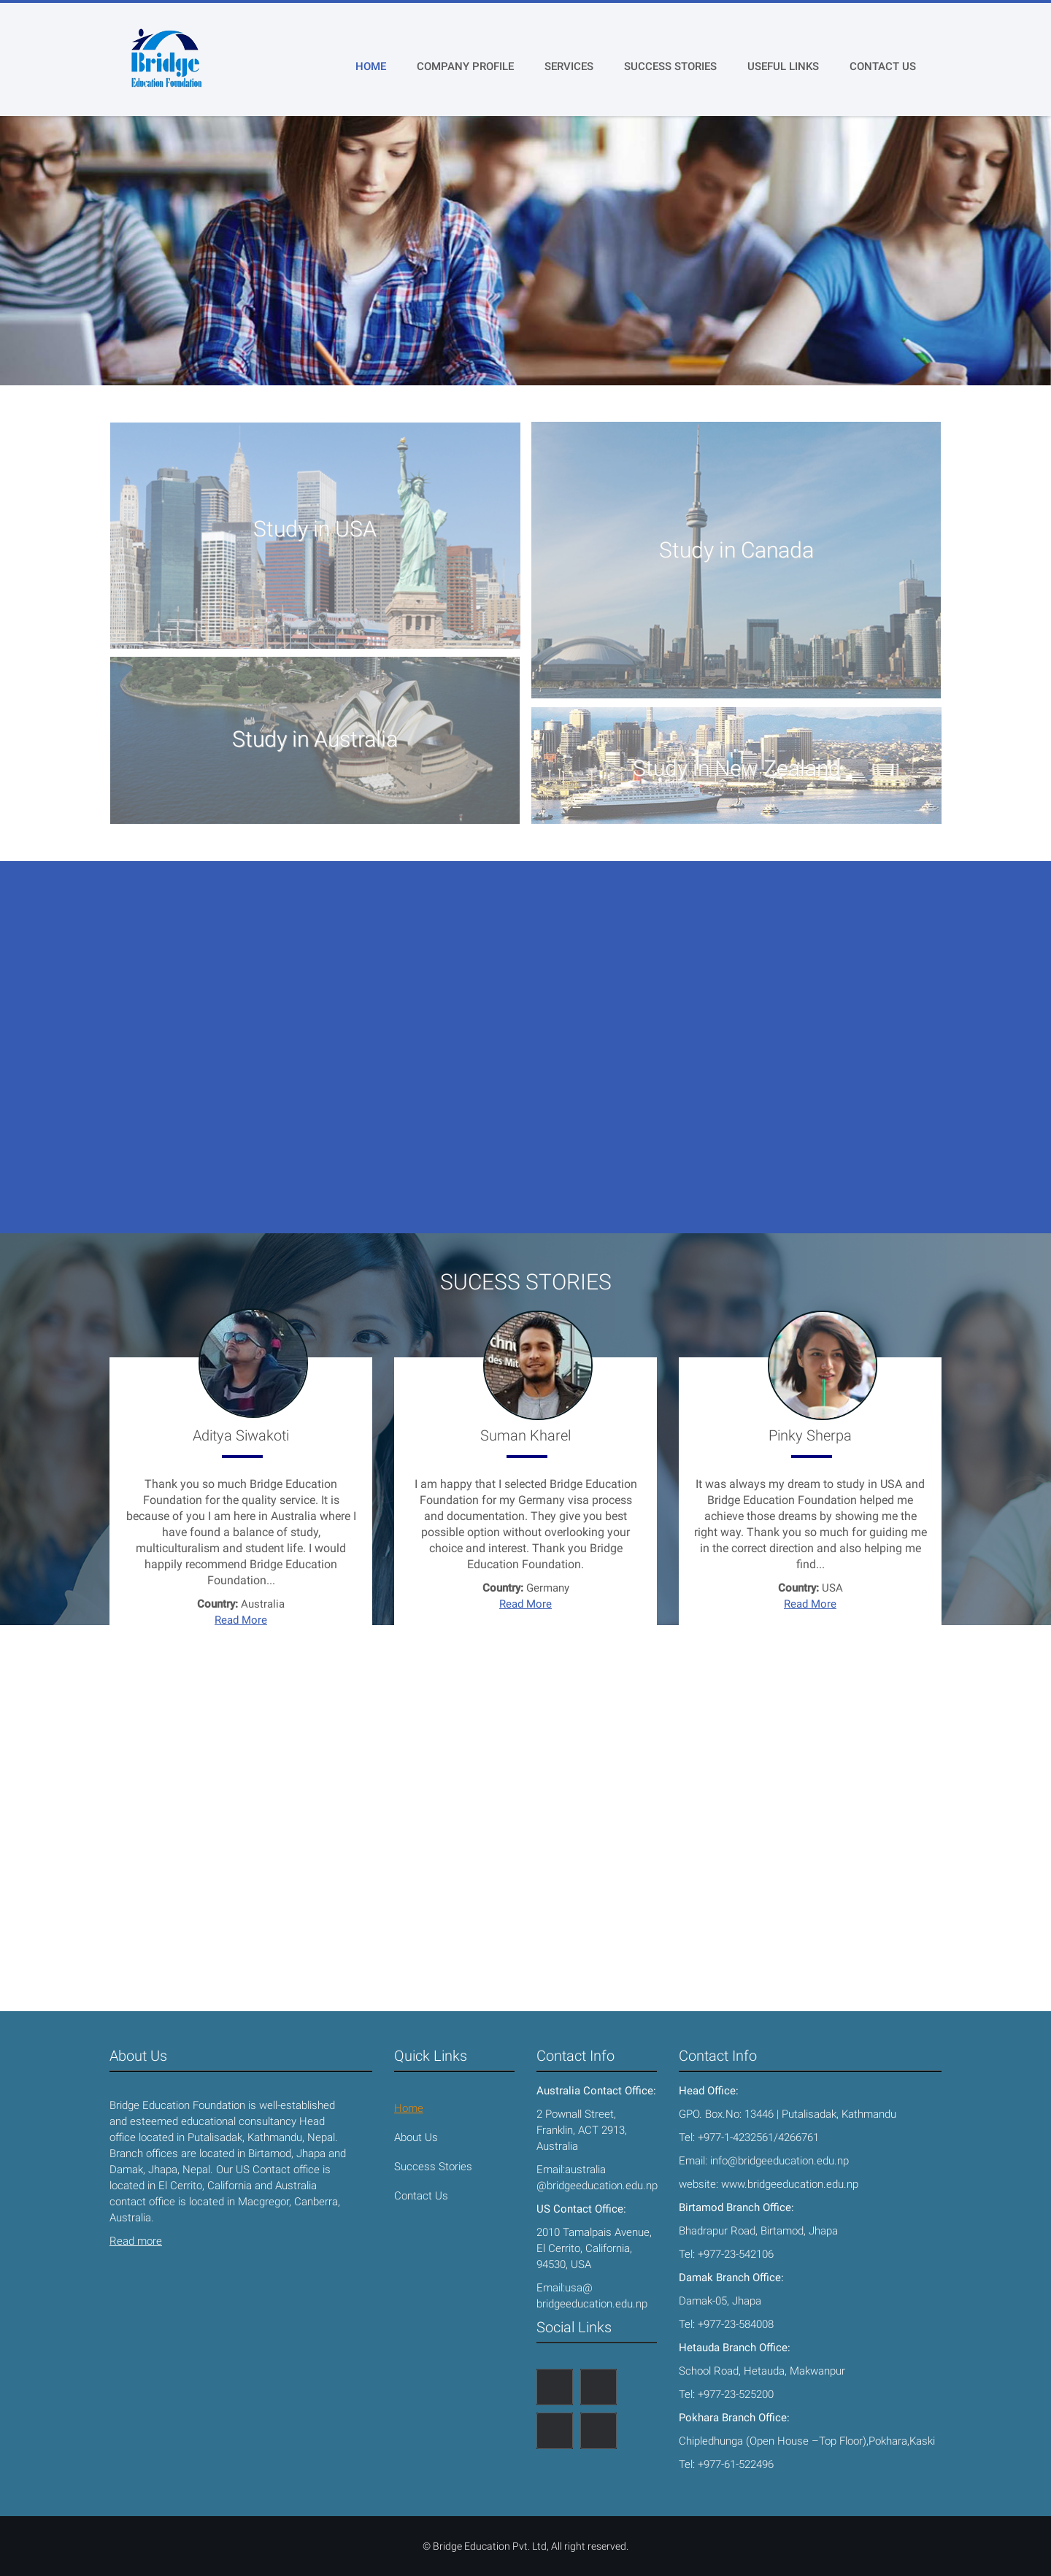 Bridge
Education Foundation
HOME
COMPANY PROFILE
SERVICES
SUCCESS STORIES
USEFUL LINKS
CONTACT US
Study in USA
Study in Canada
Study in Australia
Study in New Zealand
SUCESS STORIES
Aditya Siwakoti
Thank you so much Bridge Education
Foundation for the quality service. It is
because of you I am here in Australia where I
have found a balance of study,
multiculturalism and student life. I would
happily recommend Bridge Education
Foundation...
Country: Australia
Read More
des Mit
Suman Kharel
I am happy that I selected Bridge Education
Foundation for my Germany visa process
and documentation. They give you best
possible option without overlooking your
choice and interest. Thank you Bridge
Education Foundation.
Country: Germany
Read More
Pinky Sherpa
It was always my dream to study in USA and
Bridge Education Foundation helped me
achieve those dreams by showing me the
right way. Thank you so much for guiding me
in the correct direction and also helping me
find...
Country: USA
Read More
About Us
Bridge Education Foundation is well-established
and esteemed educational consultancy Head
office located in Putalisadak, Kathmandu, Nepal.
Branch offices are located in Birtamod, Jhapa and
Damak, Jhapa, Nepal. Our US Contact office is
located in El Cerrito, California and Australia
contact office is located in Macgregor, Canberra,
Australia.
Read more
Quick Links
Home
About Us
Success Stories
Contact Us
Contact Info
Australia Contact Office:
2 Pownall Street,
Franklin, ACT 2913,
Australia
Email:australia
@bridgeeducation.edu.np
US Contact Office:
2010 Tamalpais Avenue,
El Cerrito, California,
94530, USA
Email:usa@
bridgeeducation.edu.np
Social Links
Contact Info
Head Office:
GPO. Box.No: 13446 | Putalisadak, Kathmandu
Tel: +977-1-4232561/4266761
Email: info@bridgeeducation.edu.np
website: www.bridgeeducation.edu.np
Birtamod Branch Office:
Bhadrapur Road, Birtamod, Jhapa
Tel: +977-23-542106
Damak Branch Office:
Damak-05, Jhapa
Tel: +977-23-584008
Hetauda Branch Office:
School Road, Hetauda, Makwanpur
Tel: +977-23-525200
Pokhara Branch Office:
Chipledhunga (Open House –Top Floor),Pokhara,Kaski
Tel: +977-61-522496
© Bridge Education Pvt. Ltd, All right reserved.